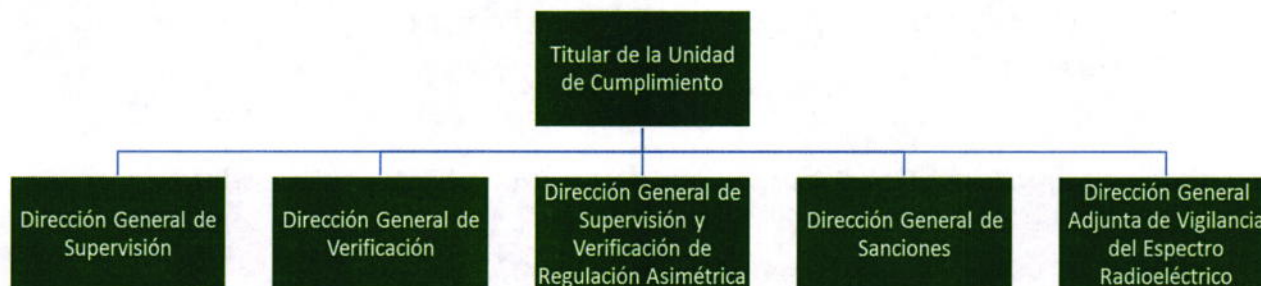 Titular de la Unidad
de Cumplimiento
Dirección General de
Supervisión
Dirección General de
Verificación
Dirección General de
Supervisión y
Verificación de
Regulación Asimétrica
Dirección General de
Sanciones
Dirección General
Adjunta de Vigilancia
del Espectro
Radioeléctrico